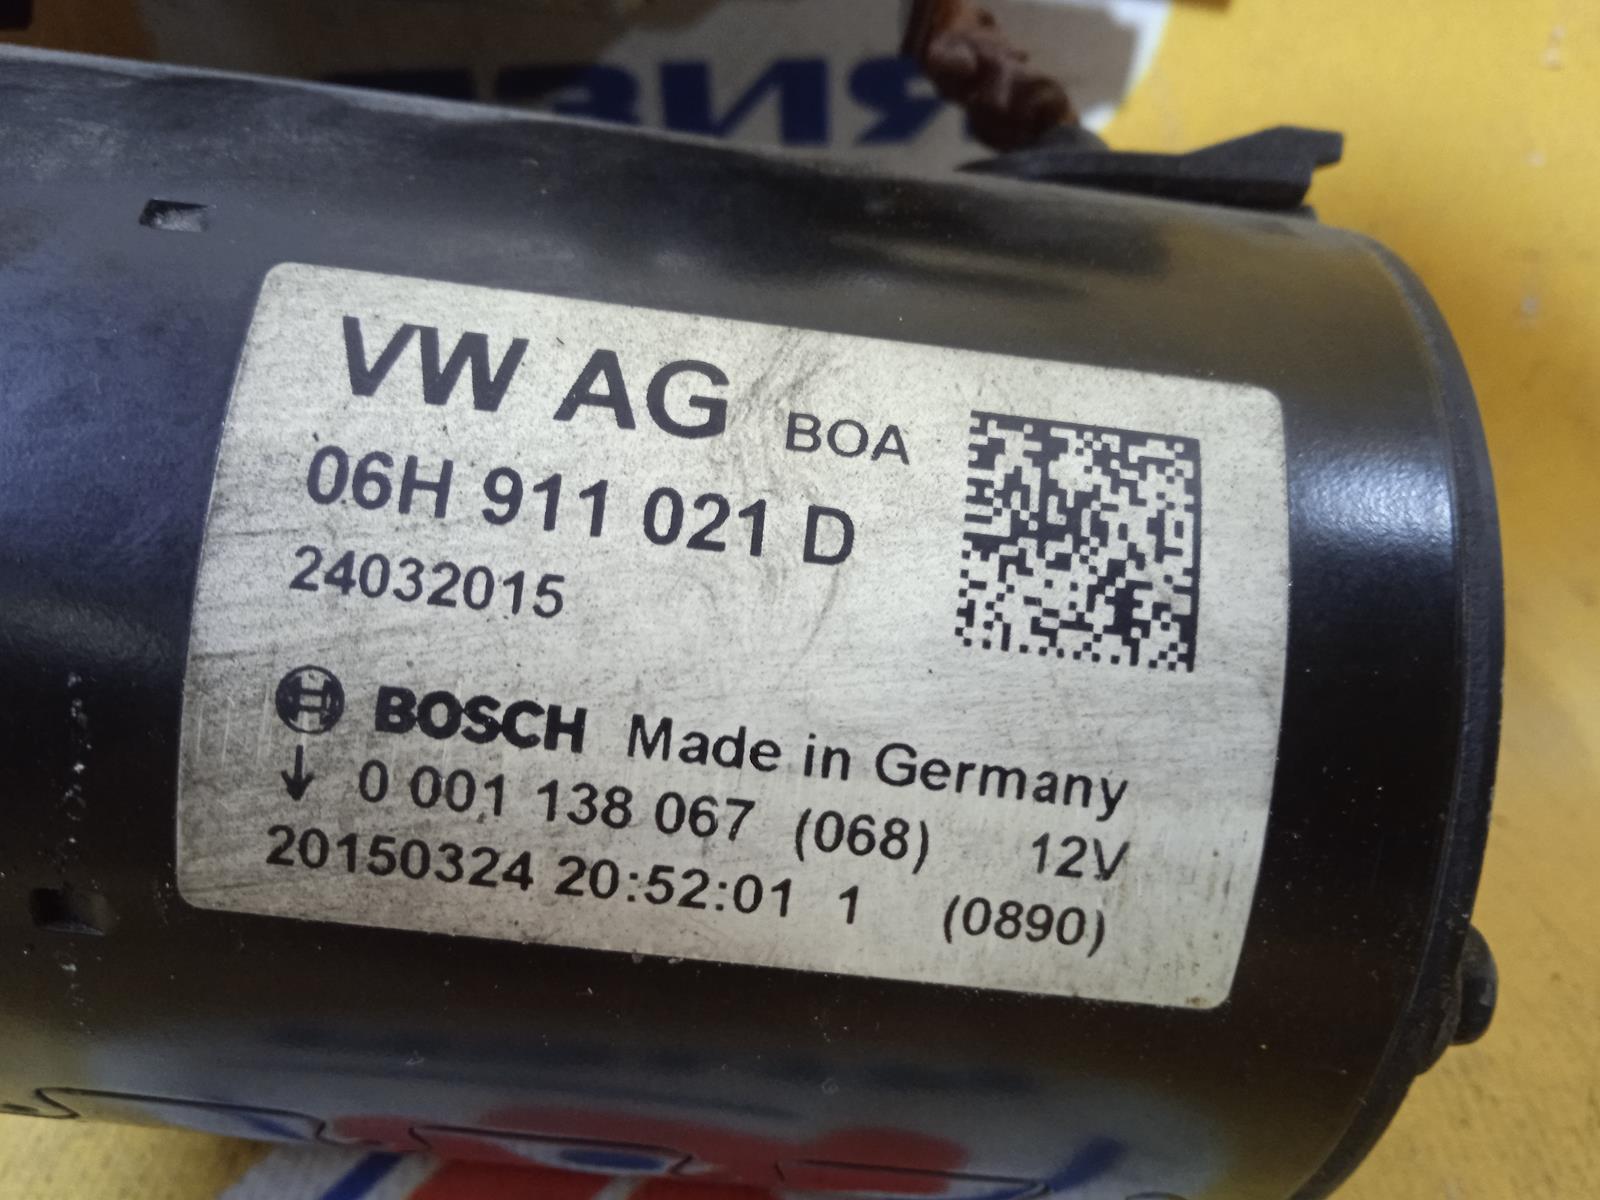 VW AG BOA
06H 911 021 D
24032015
BOSCH Made in Germany
↓ 0 001 138 067 (068) 12V
20150324 20:52:01 1 (0890)